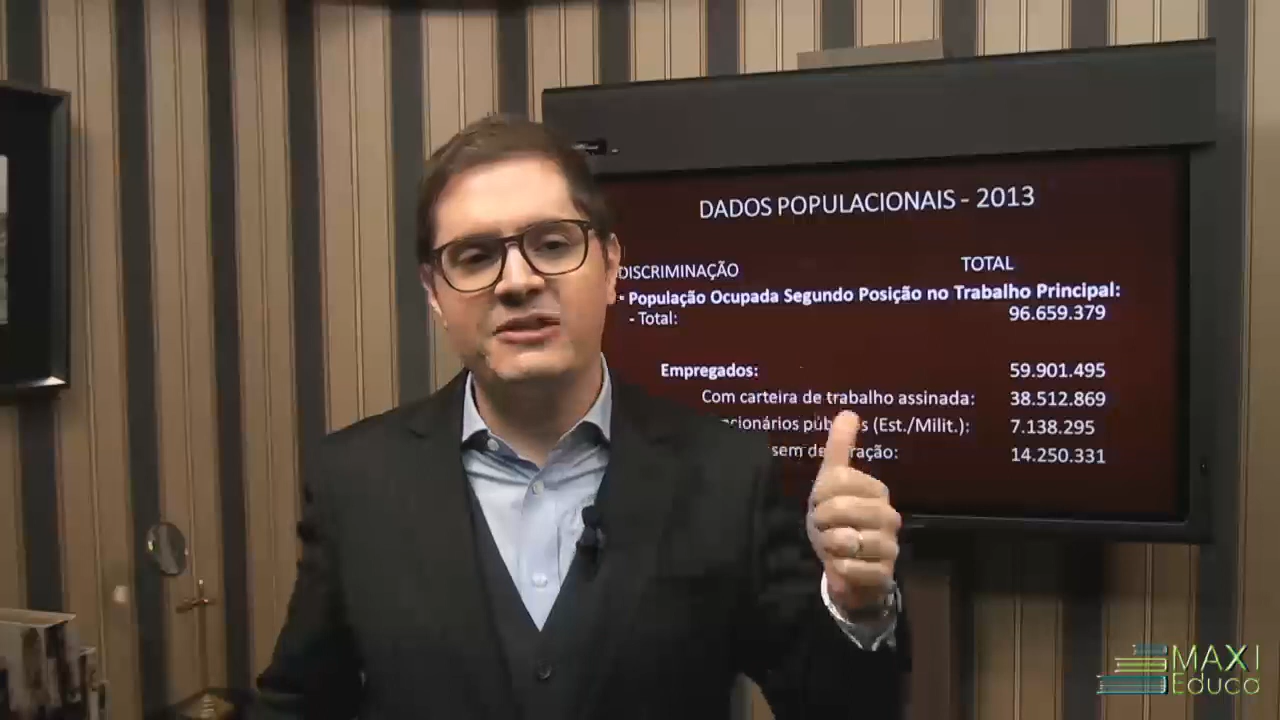 DADOS POPULACIONAIS - 2013
DISCRIMINAÇÃO TOTAL
- População Ocupada Segundo Posição no Trabalho Principal:
- Total: 96.659.379
Empregados: 59.901.495
Com carteira de trabalho assinada: 38.512.869
(Est./Milit.): 7.138.295
sem 14.250.331
MAXI
Educa